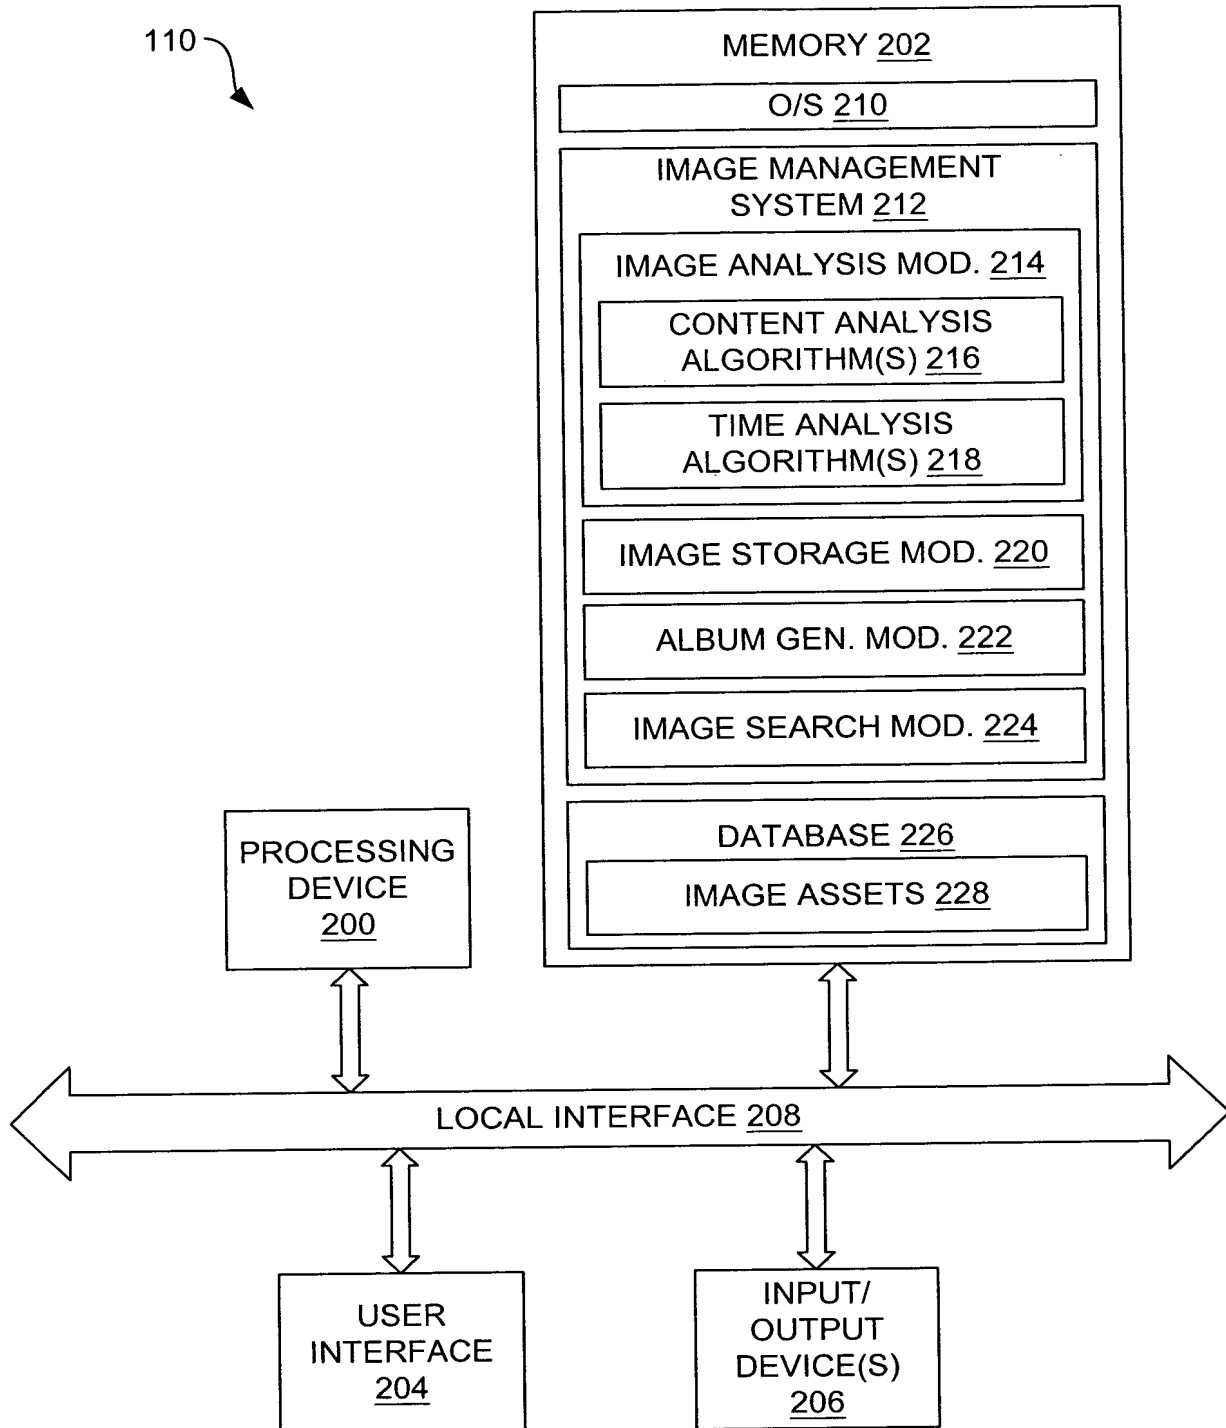 110
MEMORY 202
O/S 210
IMAGE MANAGEMENT
SYSTEM 212
IMAGE ANALYSIS MOD. 214
CONTENT ANALYSIS
ALGORITHM(S) 216
TIME ANALYSIS
ALGORITHM(S) 218
IMAGE STORAGE MOD. 220
ALBUM GEN. MOD. 222
IMAGE SEARCH MOD. 224
DATABASE 226
IMAGE ASSETS 228
PROCESSING
DEVICE
200
LOCAL INTERFACE 208
USER
INTERFACE
204
INPUT/
OUTPUT
DEVICE(S)
206